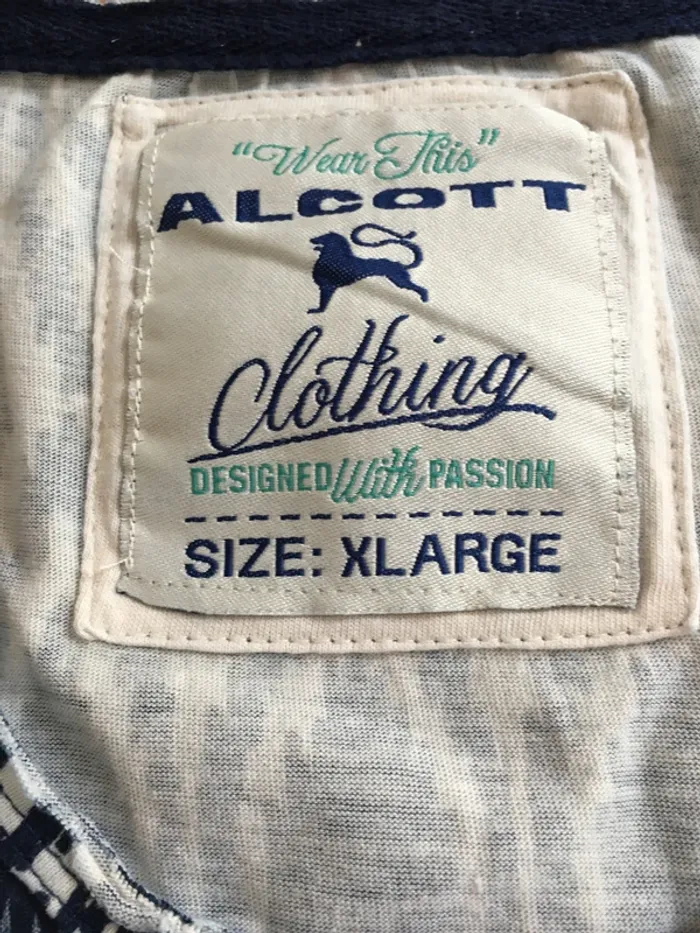 "Wear This"
ALCOTT
Clothing
DESIGNED With PASSION
SIZE: XLARGE